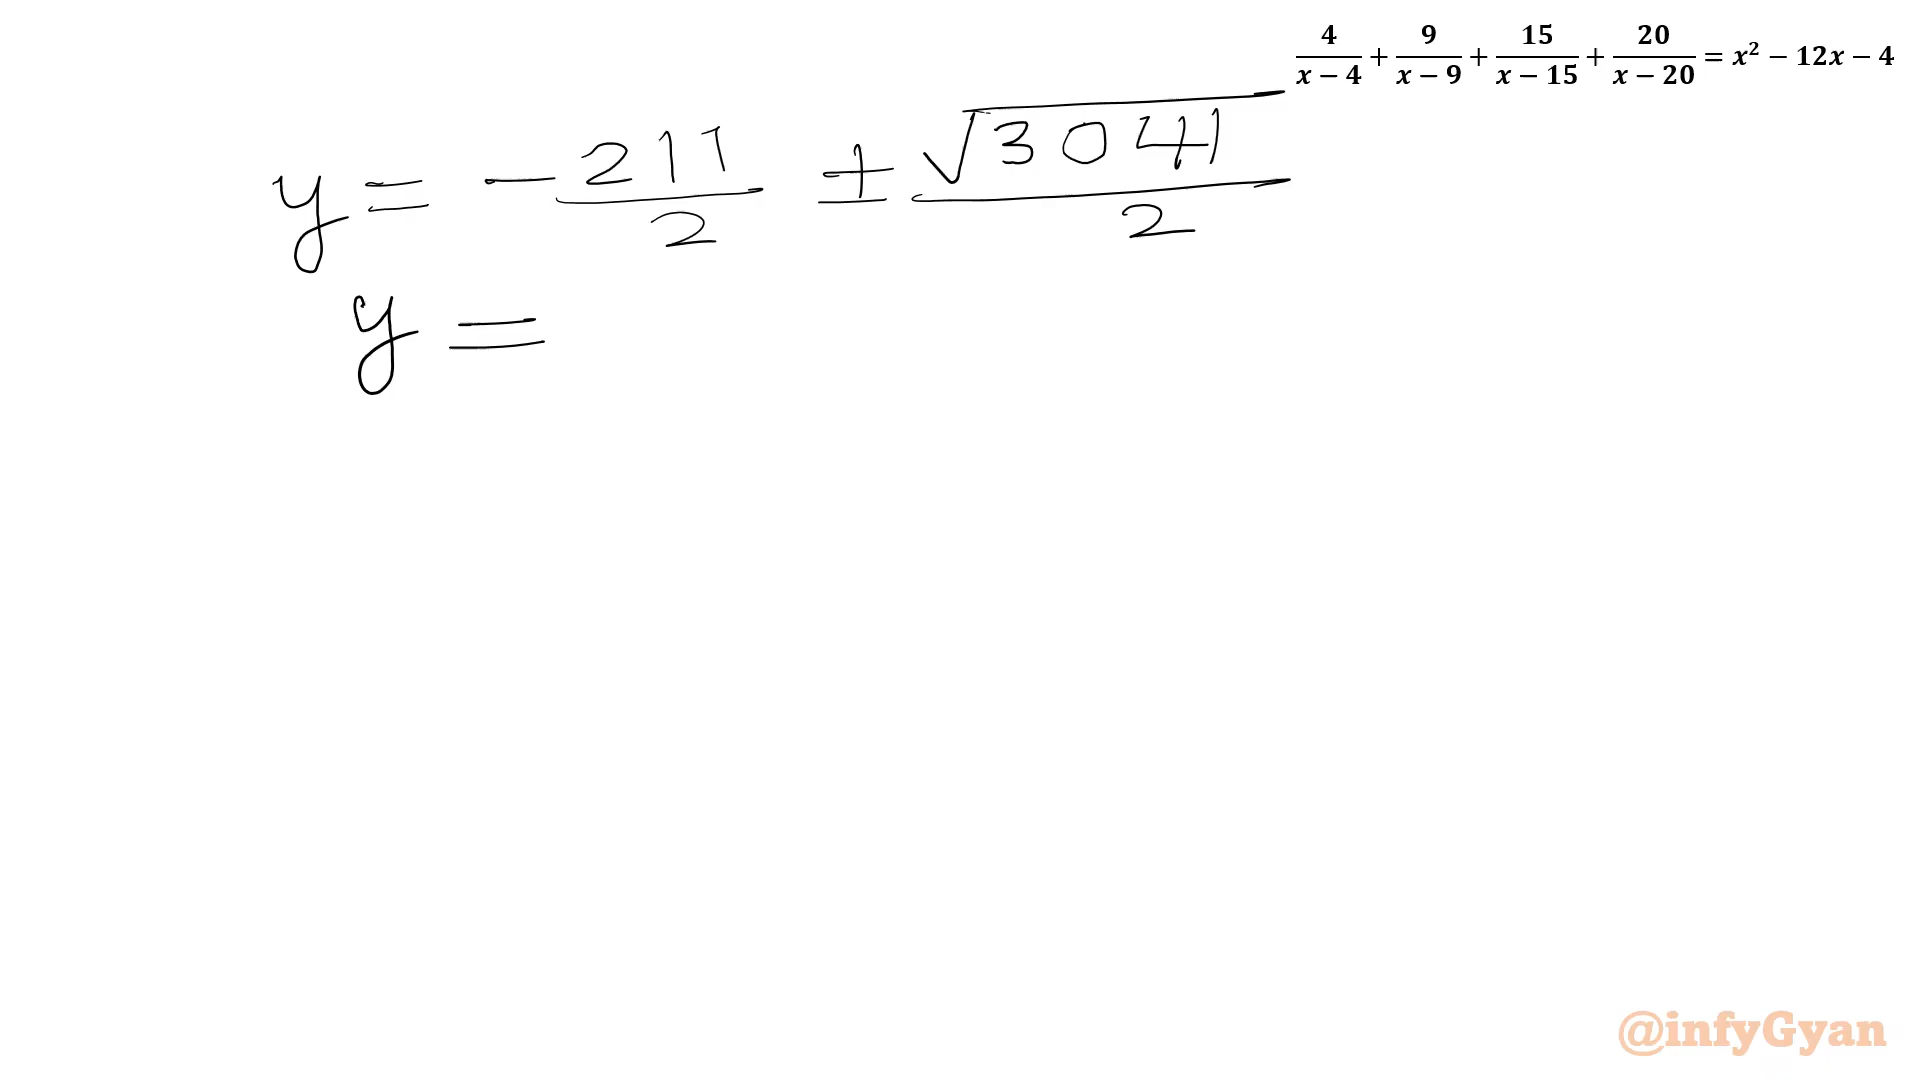 4/(x − 4) + 9/(x − 9) + 15/(x − 15) + 20/(x − 20) = x² − 12x − 4
y = −211/2 ± √3041/2
y =
@infyGyan